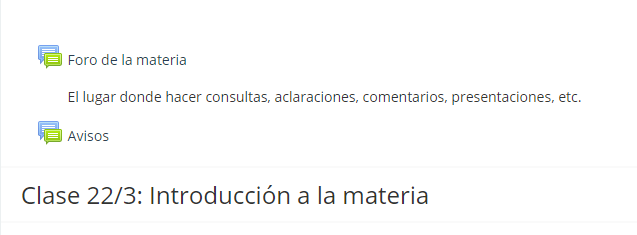 Foro de la materia
El lugar donde hacer consultas, aclaraciones, comentarios, presentaciones, etc.
Avisos
Clase 22/3: Introducción a la materia